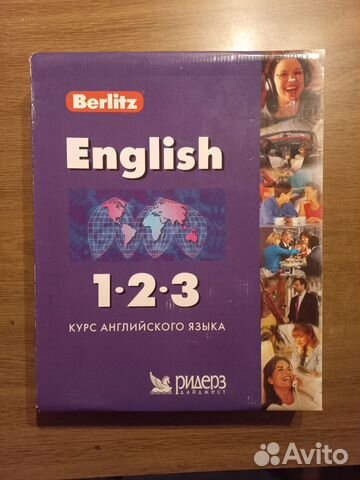 Berlitz
English
1·2·3
КУРС АНГЛИЙСКОГО ЯЗЫКА
ридерз
дайджест
Avito